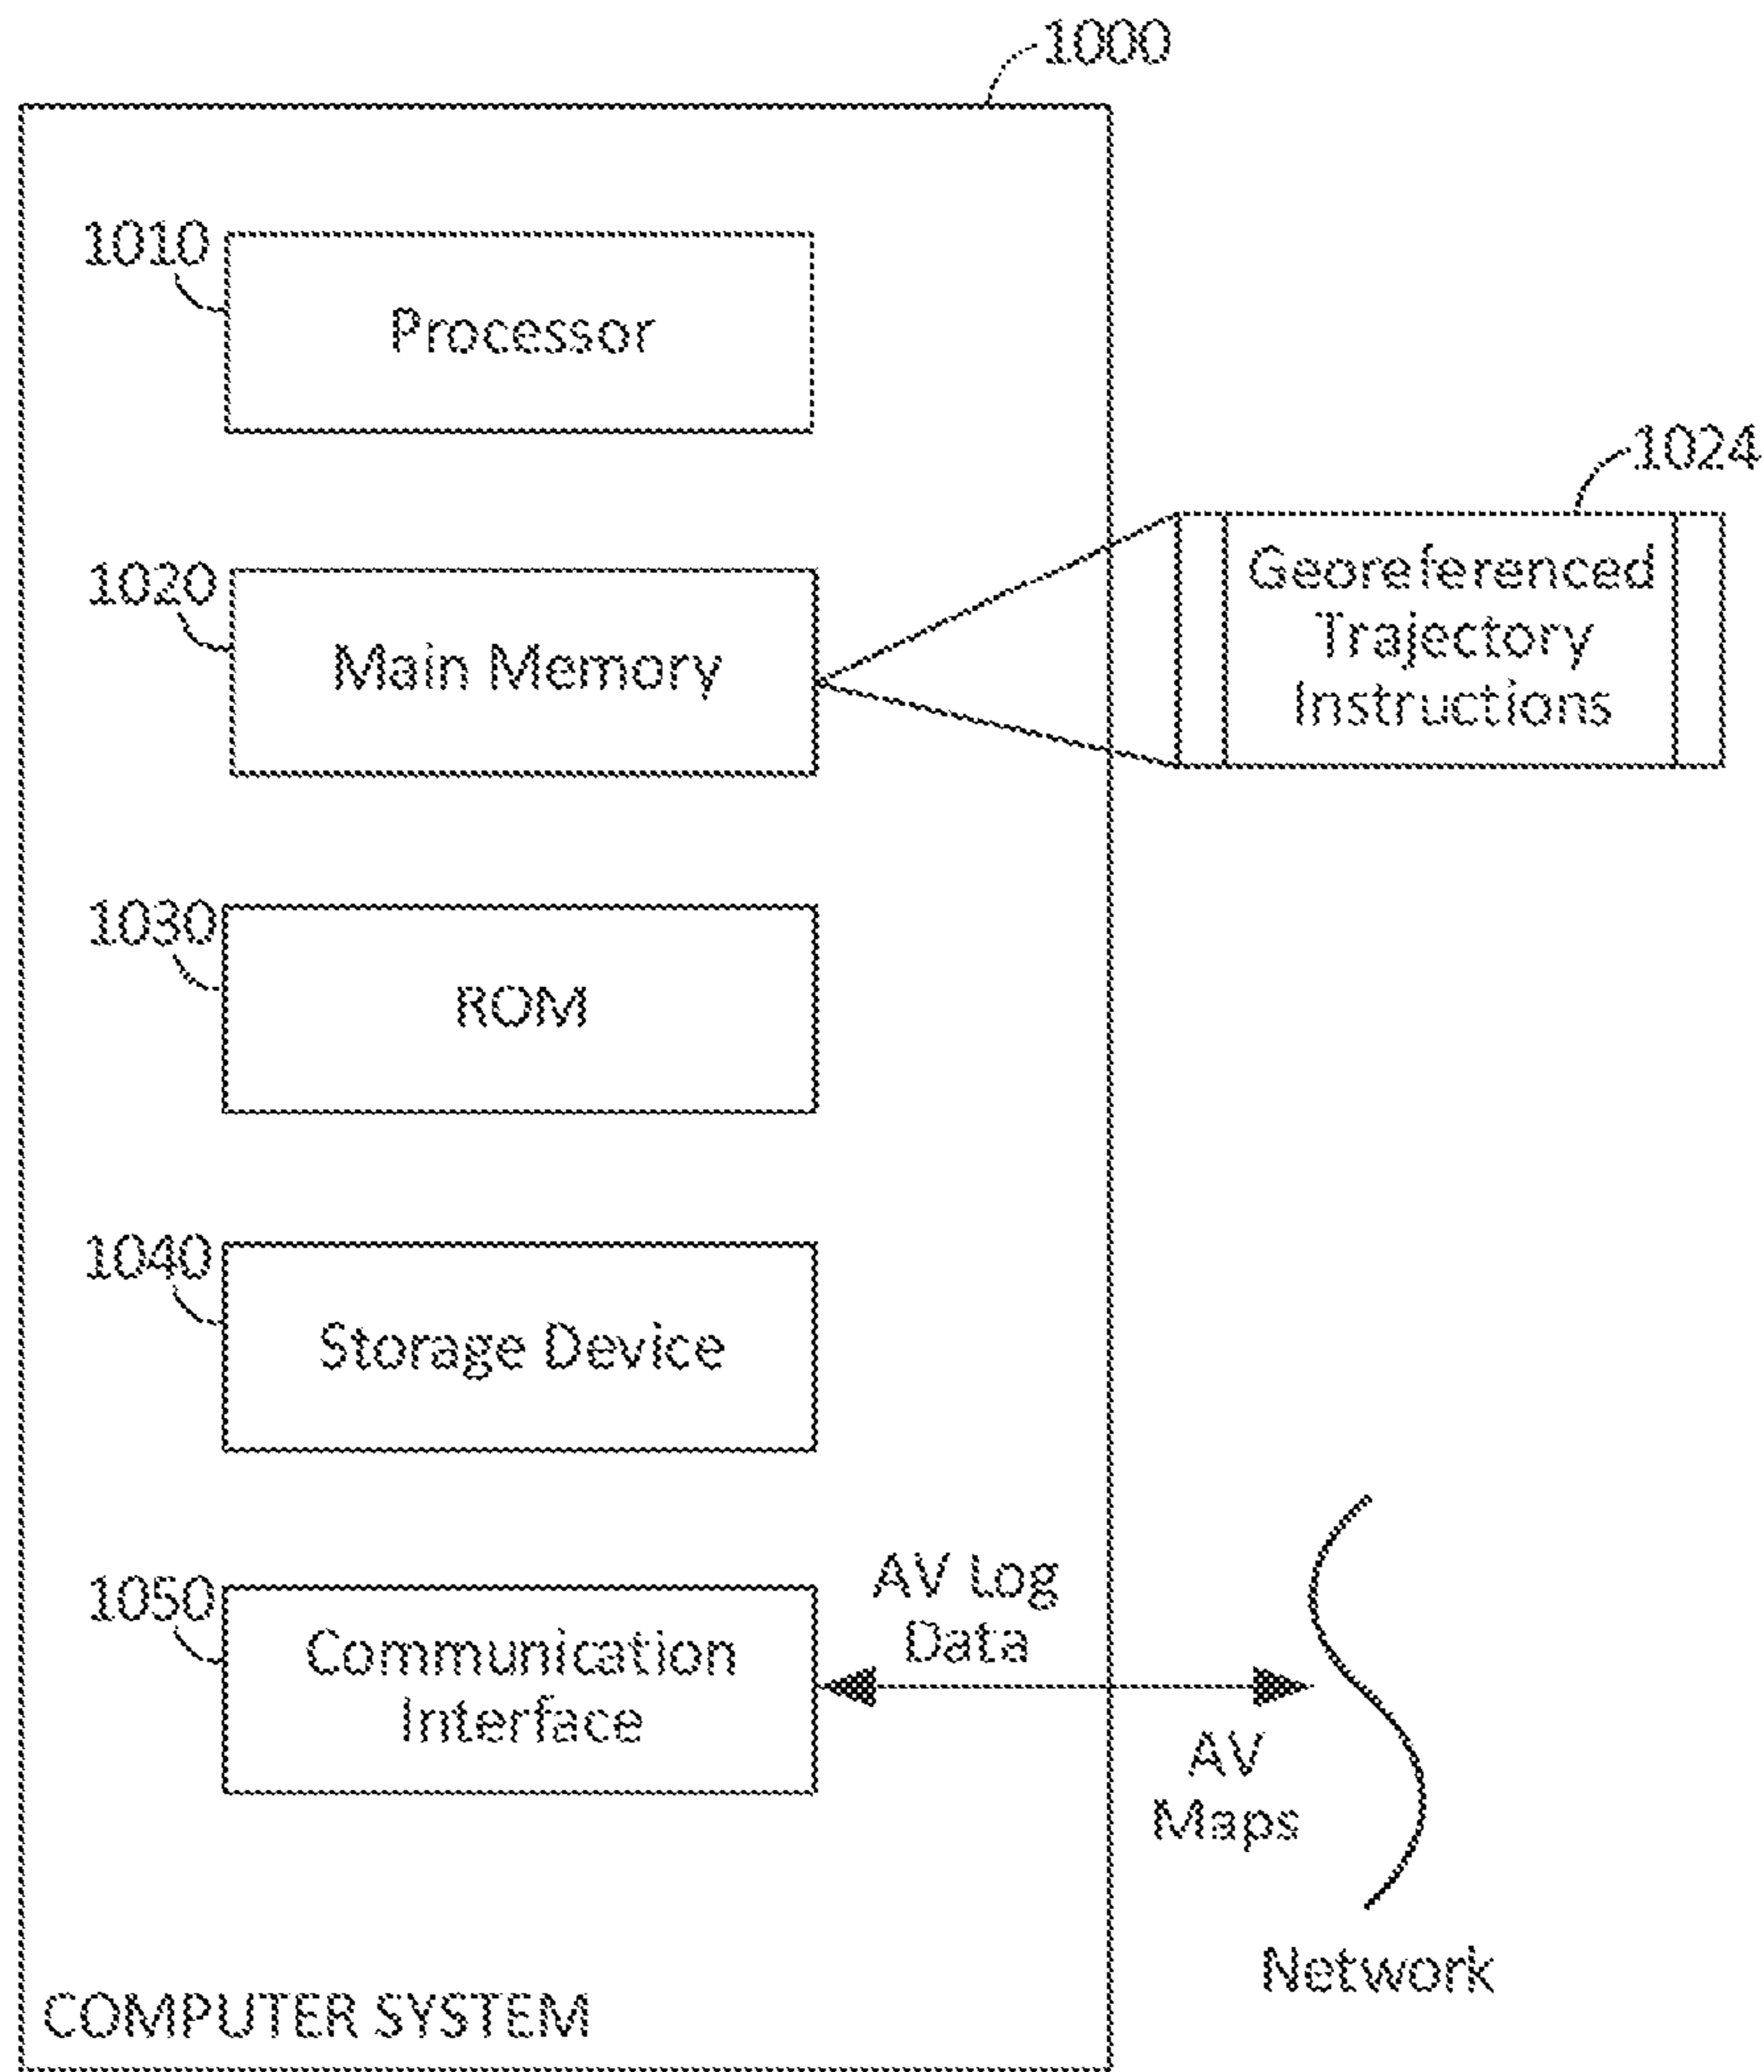 1000
1010
Processor
1024
Georeferenced
Trajectory
Instructions
1020
Main Memory
1030
ROM
1040
Storage Device
1050
Communication
Interface
AV Log
Data
AV
Maps
Network
COMPUTER SYSTEM